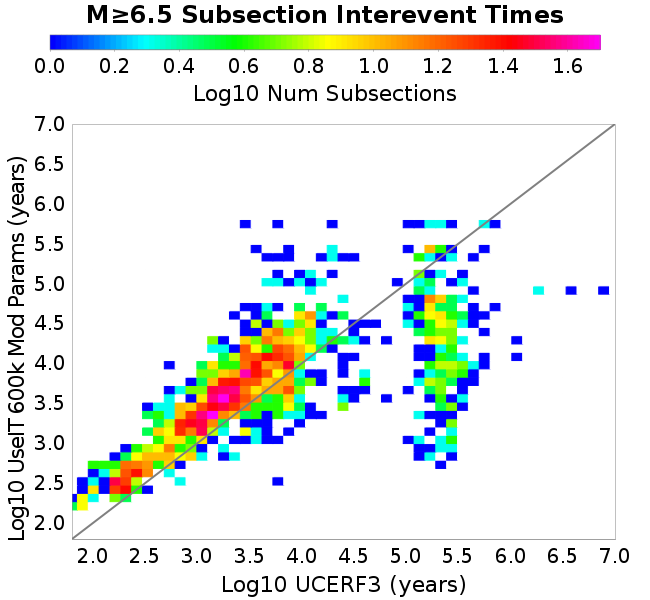 M≥6.5 Subsection Interevent Times
0.0 0.2 0.4 0.6 0.8 1.0 1.2 1.4 1.6
Log10 Num Subsections
Log10 UseIT 600k Mod Params (years)
7.0
6.5
6.0
5.5
5.0
4.5
4.0
3.5
3.0
2.5
2.0
2.0 2.5 3.0 3.5 4.0 4.5 5.0 5.5 6.0 6.5 7.0
Log10 UCERF3 (years)